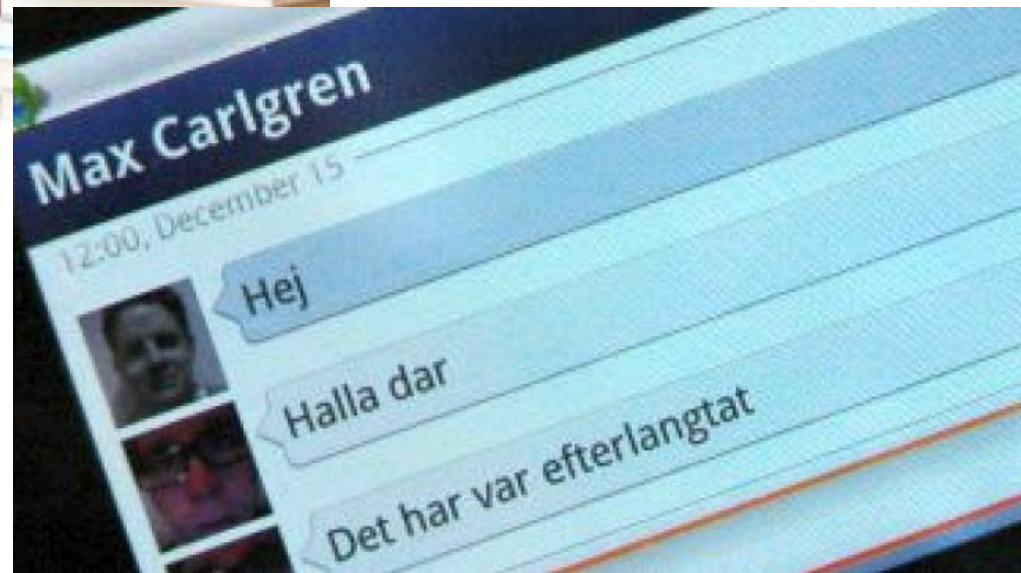 Max Carlgren
12:00, December 15
Hej
Halla dar
Det har var efterlangtat